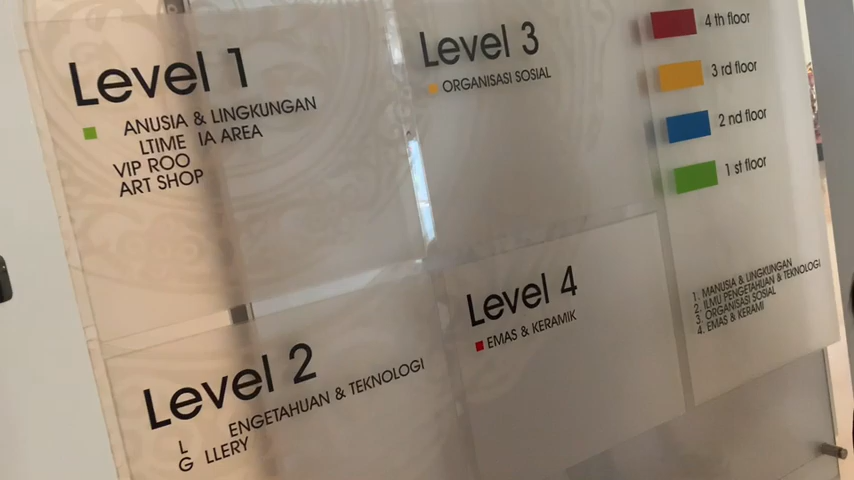 Level 1
ANUSIA & LINGKUNGAN
LTIME IA AREA
VIP ROO
ART SHOP
Level 2
L ENGETAHUAN & TEKNOLOGI
G LLERY
Level 3
ORGANISASI SOSIAL
Level 4
EMAS & KERAMIK
4 th floor
3 rd floor
2 nd floor
1 st floor
1. MANUSIA & LINGKUNGAN
2. ILMU PENGETAHUAN & TEKNOLOGI
3. ORGANISASI SOSIAL
4. EMAS & KERAMI